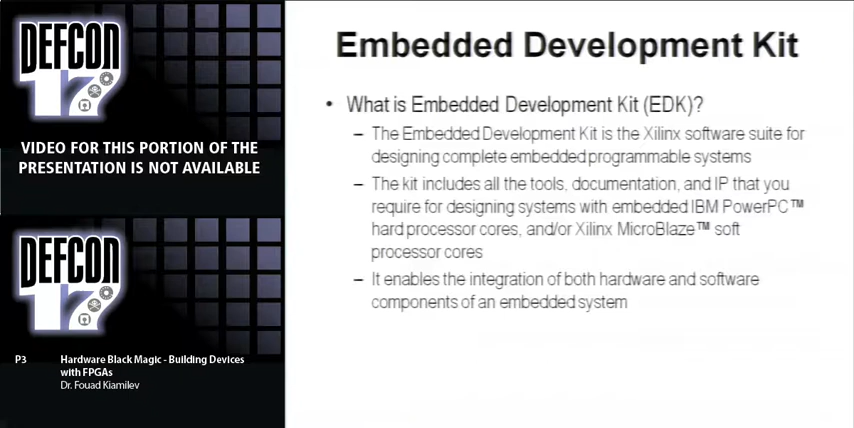 DEFCON
17
VIDEO FOR THIS PORTION OF THE
PRESENTATION IS NOT AVAILABLE
DEFCON
17
P3 Hardware Black Magic - Building Devices
with FPGAs
Dr. Fouad Kiamilev
Embedded Development Kit
• What is Embedded Development Kit (EDK)?
– The Embedded Development Kit is the Xilinx software suite for
designing complete embedded programmable systems
– The kit includes all the tools, documentation, and IP that you
require for designing systems with embedded IBM PowerPC™
hard processor cores, and/or Xilinx MicroBlaze™ soft
processor cores
– It enables the integration of both hardware and software
components of an embedded system